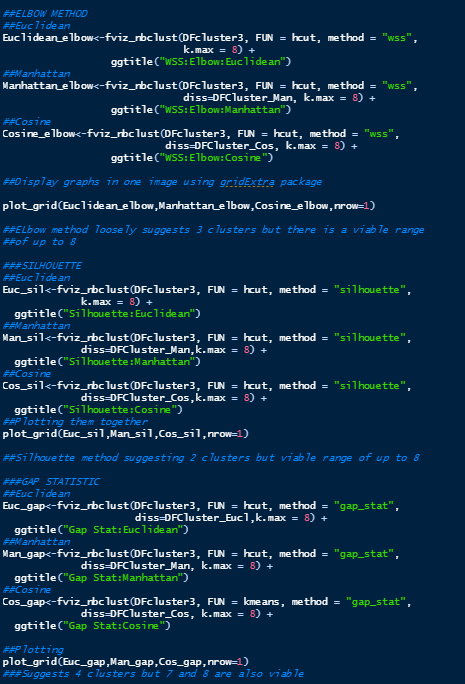 ##ELBOW METHOD
##Euclidean
Euclidean_elbow<-fviz_nbclust(DFcluster3, FUN = hcut, method = "wss",
k.max = 8) +
ggtitle("WSS:Elbow:Euclidean")
##Manhattan
Manhattan_elbow<-fviz_nbclust(DFcluster3, FUN = hcut, method = "wss",
diss=DFCluster_Man, k.max = 8) +
ggtitle("WSS:Elbow:Manhattan")
##Cosine
Cosine_elbow<-fviz_nbclust(DFcluster3, FUN = hcut, method = "wss",
diss=DFCluster_Cos, k.max = 8) +
ggtitle("WSS:Elbow:Cosine")
##Display graphs in one image using gridExtra package
plot_grid(Euclidean_elbow,Manhattan_elbow,Cosine_elbow,nrow=1)
##ELbow method loosely suggests 3 clusters but there is a viable range
##of up to 8
###SILHOUETTE
##Euclidean
Euc_sil<-fviz_nbclust(DFcluster3, FUN = hcut, method = "silhouette",
k.max = 8) +
ggtitle("Silhouette:Euclidean")
##Manhattan
Man_sil<-fviz_nbclust(DFcluster3, FUN = hcut, method = "silhouette",
diss=DFCluster_Man,k.max = 8) +
ggtitle("Silhouette:Manhattan")
##Cosine
Cos_sil<-fviz_nbclust(DFcluster3, FUN = hcut, method = "silhouette",
diss=DFCluster_Cos,k.max = 8) +
ggtitle("Silhouette:Cosine")
##Plotting them together
plot_grid(Euc_sil,Man_sil,Cos_sil,nrow=1)
##Silhouette method suggesting 2 clusters but viable range of up to 8
###GAP STATISTIC
##Euclidean
Euc_gap<-fviz_nbclust(DFcluster3, FUN = hcut, method = "gap_stat",
diss=DFCluster_Eucl,k.max = 8) +
ggtitle("Gap Stat:Euclidean")
##Manhattan
Man_gap<-fviz_nbclust(DFcluster3, FUN = hcut, method = "gap_stat",
diss=DFCluster_Man, k.max = 8) +
ggtitle("Gap Stat:Manhattan")
##Cosine
Cos_gap<-fviz_nbclust(DFcluster3, FUN = kmeans, method = "gap_stat",
diss=DFCluster_Cos, k.max = 8) +
ggtitle("Gap Stat:Cosine")
##Plotting
plot_grid(Euc_gap,Man_gap,Cos_gap,nrow=1)
###Suggests 4 clusters but 7 and 8 are also viable